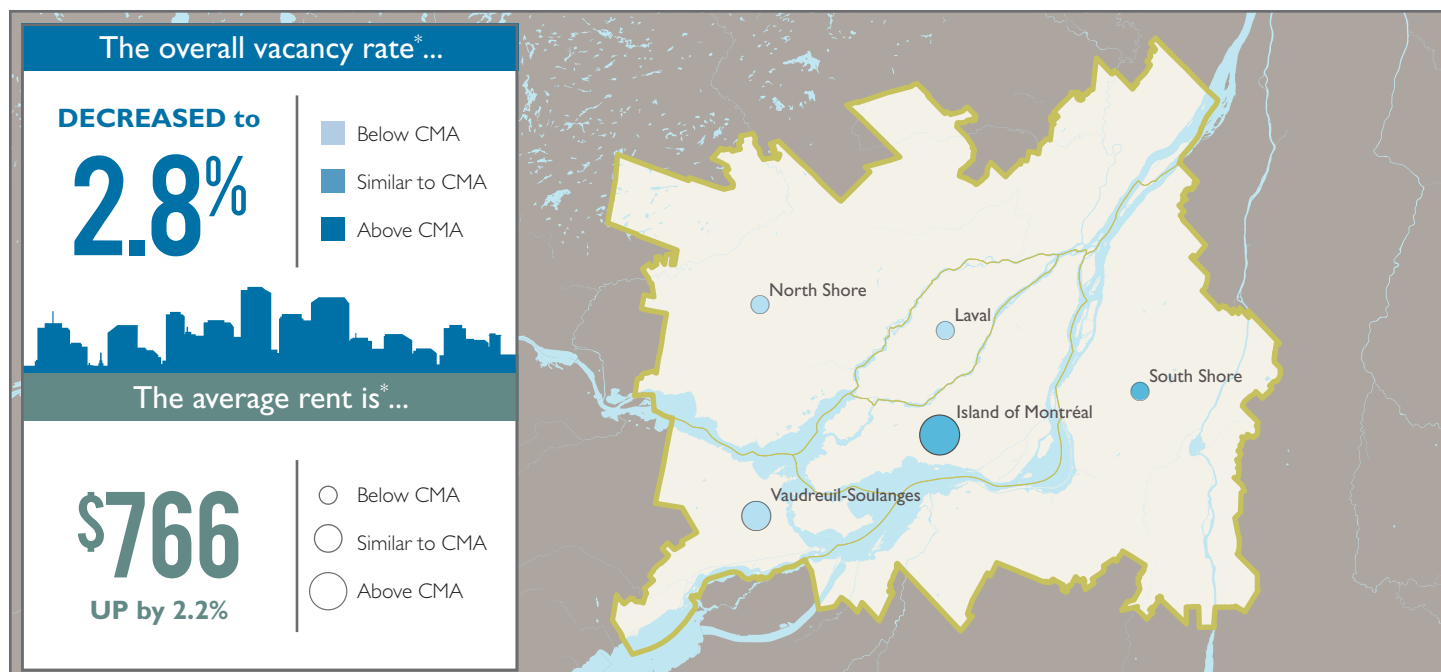 The overall vacancy rate*...
DECREASED to
2.8%
Below CMA
Similar to CMA
Above CMA
The average rent is*...
$766
UP by 2.2%
Below CMA
Similar to CMA
Above CMA
North Shore
Laval
South Shore
Island of Montréal
Vaudreuil-Soulanges